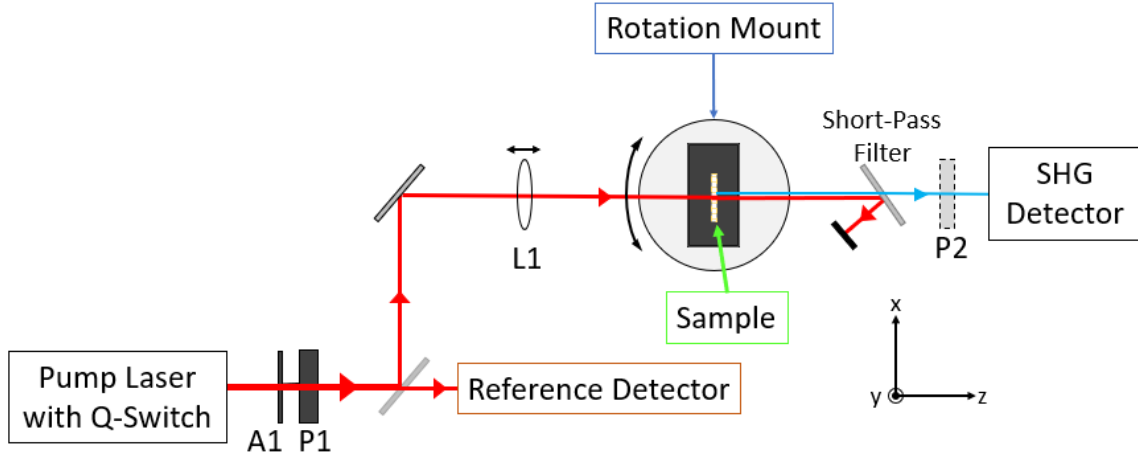 Rotation Mount
Short-Pass
Filter
SHG
Detector
L1
P2
Sample
x
Pump Laser
with Q-Switch
Reference Detector
y
z
A1
P1